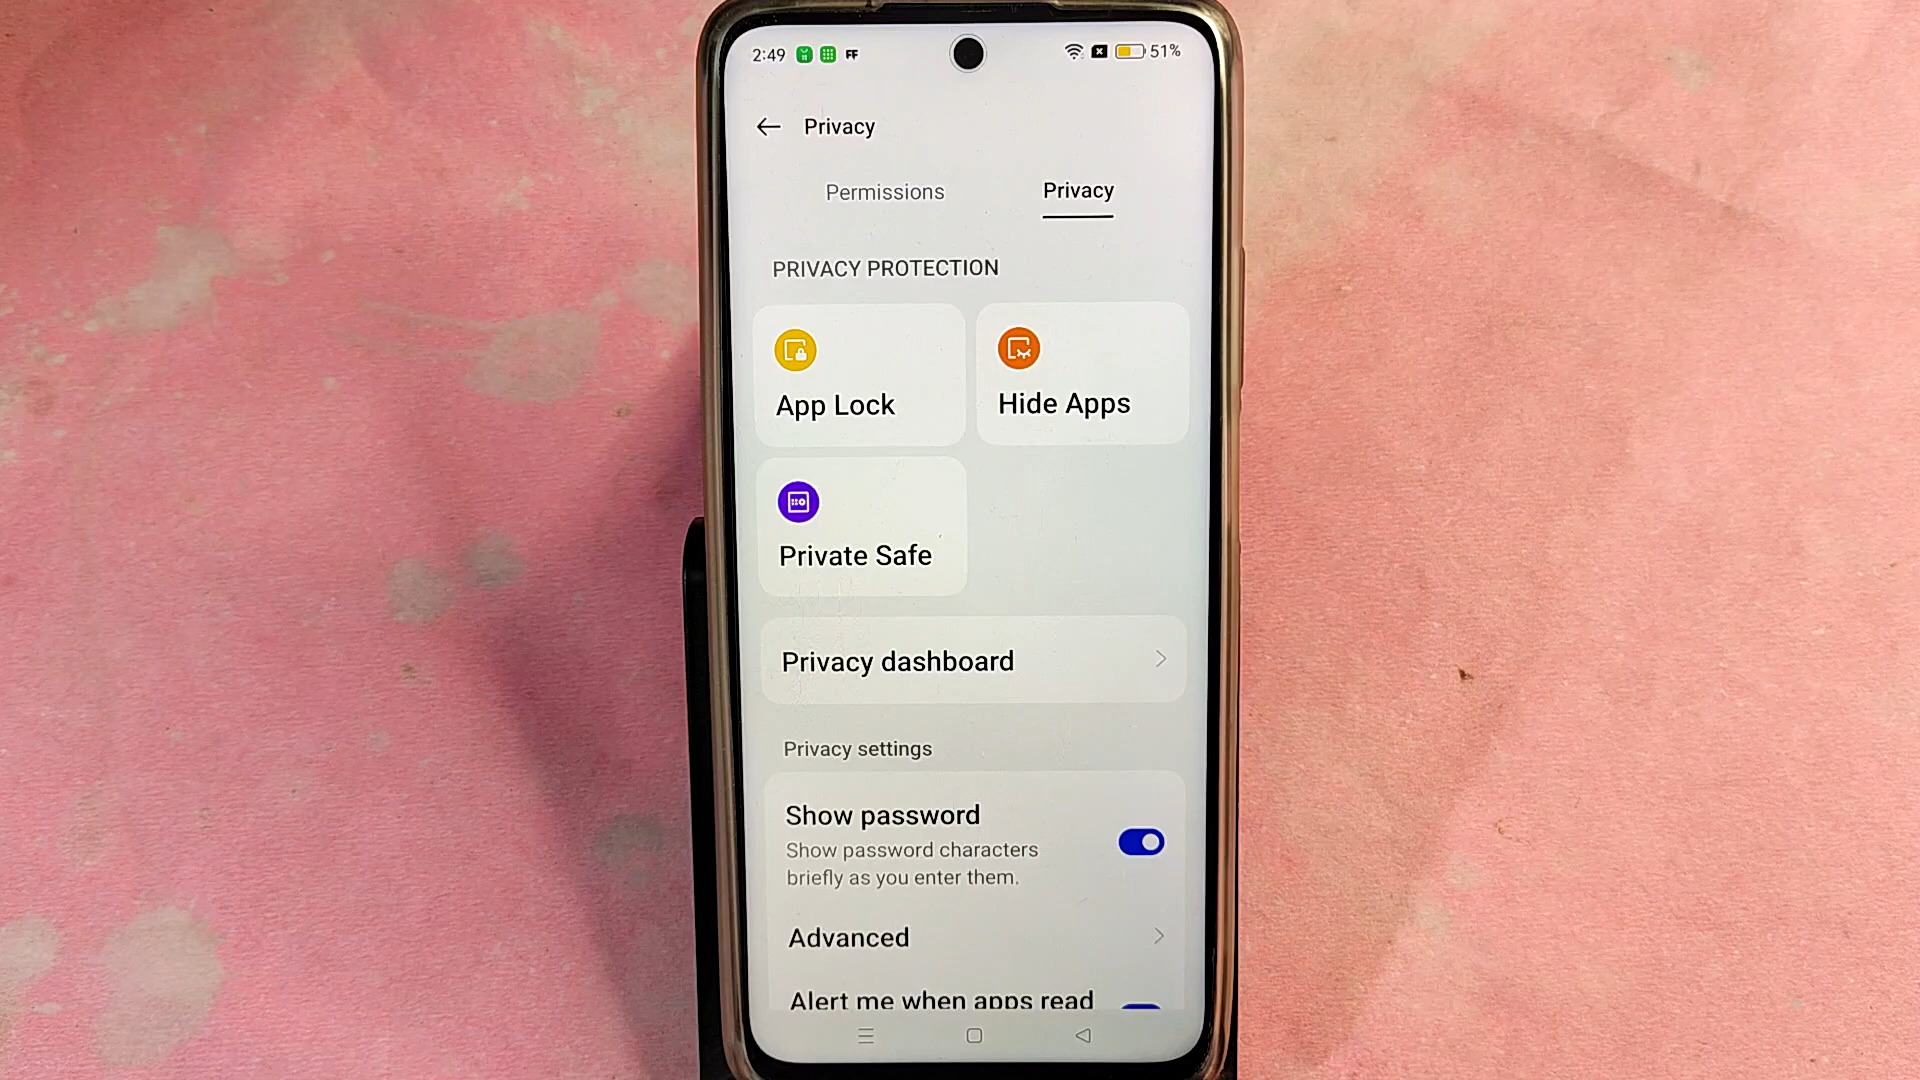 2:49 FF 51%
Privacy
Permissions Privacy
PRIVACY PROTECTION
App Lock Hide Apps
Private Safe
Privacy dashboard
Privacy settings
Show password
Show password characters
briefly as you enter them.
Advanced
Alert me when apps read